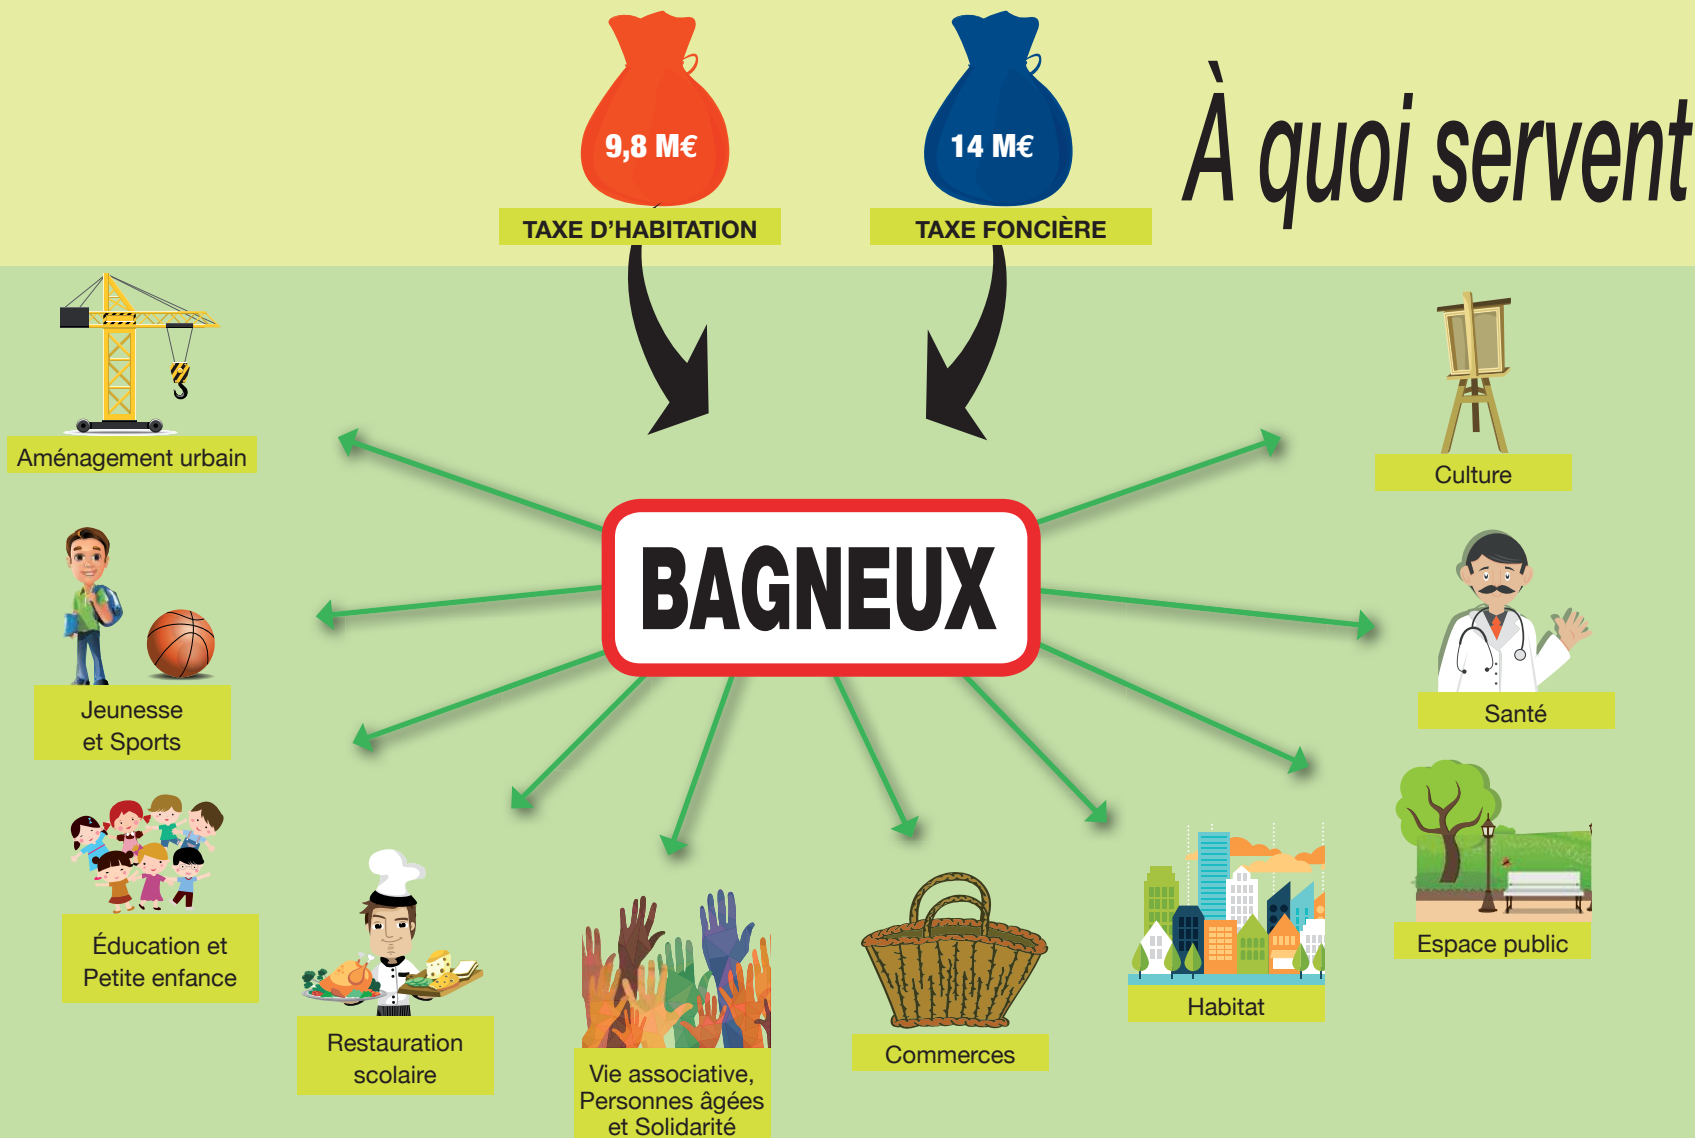 9,8 M€
14 M€
À quoi servent
TAXE D'HABITATION
TAXE FONCIÈRE
Aménagement urbain
Culture
BAGNEUX
Jeunesse
et Sports
Santé
Éducation et
Petite enfance
Espace public
Restauration
scolaire
Vie associative,
Personnes âgées
et Solidarité
Commerces
Habitat